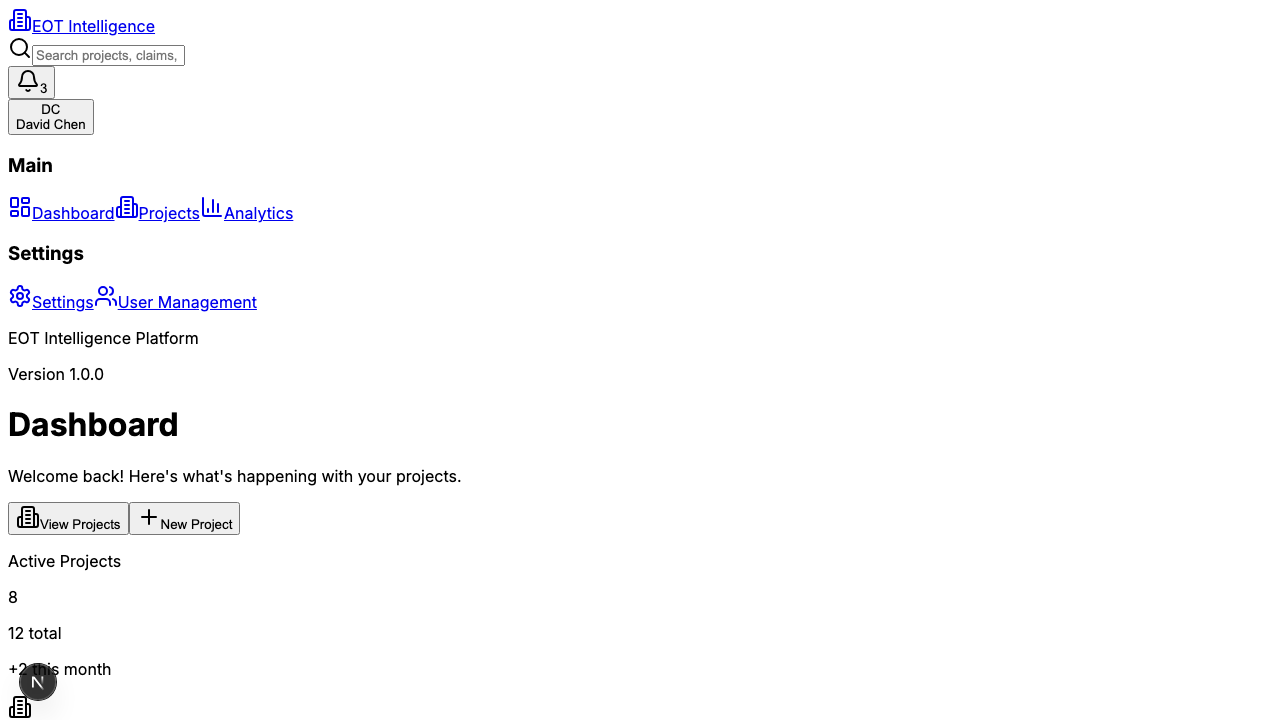 EOT Intelligence
Search projects, claims,
3
DC
David Chen
Main
Dashboard Projects Analytics
Settings
Settings User Management
EOT Intelligence Platform
Version 1.0.0
Dashboard
Welcome back! Here's what's happening with your projects.
View Projects New Project
Active Projects
8
12 total
+2 this month
N